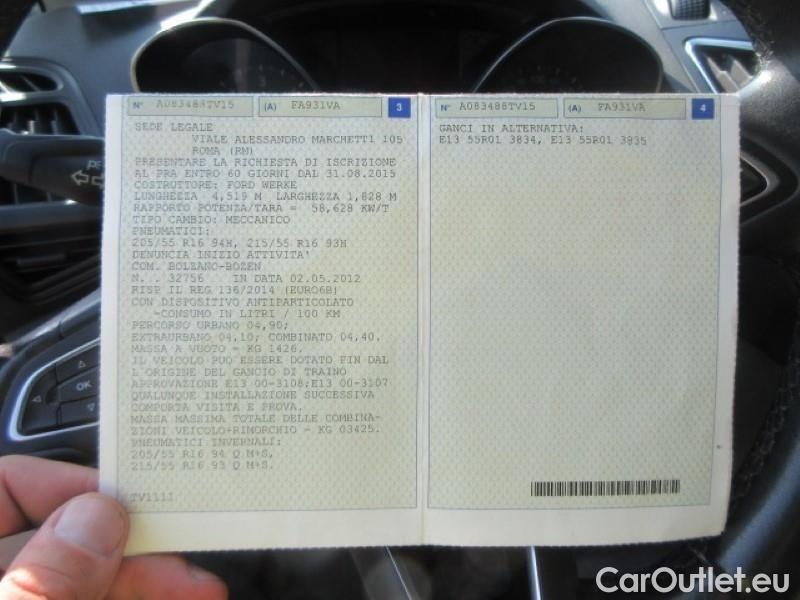 N° A083488TV15 (A) FA931VA 3
SEDE LEGALE
VIALE ALESSANDRO MARCHETTI 105
ROMA (RM)
PRESENTARE LA RICHIESTA DI ISCRIZIONE
AL PRA ENTRO 60 GIORNI DAL 31.08.2015
COSTRUTTORE: FORD WERKE
LUNGHEZZA 4,519 M LARGHEZZA 1,828 M
RAPPORTO POTENZA/TARA = 58,628 KW/T
TIPO CAMBIO: MECCANICO
PNEUMATICI:
205/55 R16 94H, 215/55 R16 93H
DENUNCIA INIZIO ATTIVITA'
COM. BOLZANO-BOZEN
N. . 32756 IN DATA 02.05.2012
RISP IL REG 136/2014 (EURO6B)
CON DISPOSITIVO ANTIPARTICOLATO
-CONSUMO IN LITRI / 100 KM
PERCORSO URBANO 04,90;
EXTRAURBANO 04,10; COMBINATO 04,40.
MASSA A VUOTO = KG 1426.
IL VEICOLO PUO ESSERE DOTATO FIN DAL
L'ORIGINE DEL GANCIO DI TRAINO
APPROVAZIONE E13 00-3108;E13 00-3107
QUALUNQUE INSTALLAZIONE SUCCESSIVA
COMPORTA VISITA E PROVA.
MASSA MASSIMA TOTALE DELLE COMBINA-
ZIONI VEICOLO+RIMORCHIO = KG 03425.
PNEUMATICI INVERNALI:
205/55 R16 94 Q M+S,
215/55 R16 93 Q M+S.
TV1111
N° A083488TV15 (A) FA931VA 4
GANCI IN ALTERNATIVA:
E13 55R01 3834, E13 55R01 3835
OK
CarOutlet.eu